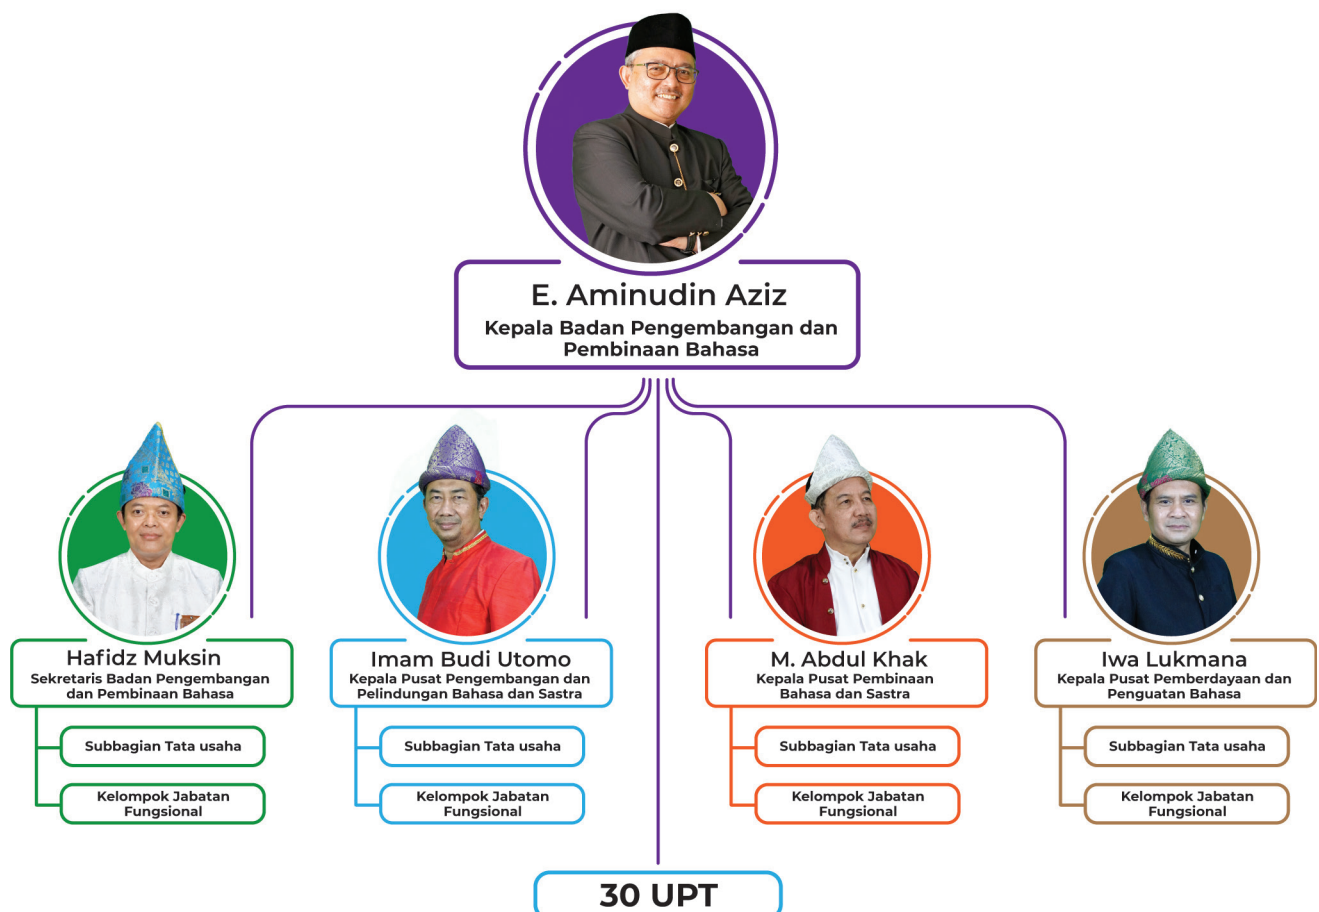 E. Aminudin Aziz
Kepala Badan Pengembangan dan
Pembinaan Bahasa
Hafidz Muksin
Sekretaris Badan Pengembangan
dan Pembinaan Bahasa
Subbagian Tata usaha
Kelompok Jabatan
Fungsional
Imam Budi Utomo
Kepala Pusat Pengembangan dan
Pelindungan Bahasa dan Sastra
Subbagian Tata usaha
Kelompok Jabatan
Fungsional
M. Abdul Khak
Kepala Pusat Pembinaan
Bahasa dan Sastra
Subbagian Tata usaha
Kelompok Jabatan
Fungsional
Iwa Lukmana
Kepala Pusat Pemberdayaan dan
Penguatan Bahasa
Subbagian Tata usaha
Kelompok Jabatan
Fungsional
30 UPT